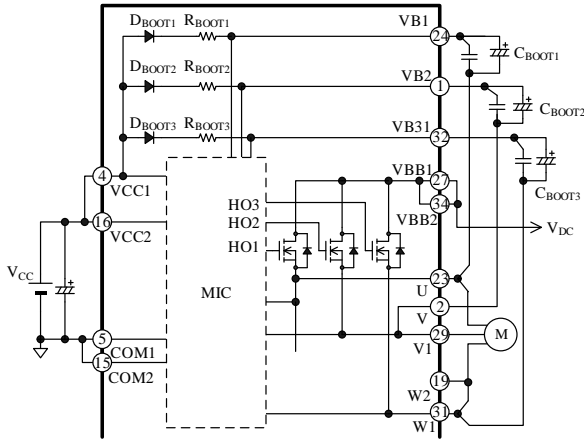 DBOOT1 RBOOT1 VB1 24 CBOOT1
DBOOT2 RBOOT2 VB2 1 CBOOT2
DBOOT3 RBOOT3 VB31 32 CBOOT3
4 VCC1 VBB1 27
HO3 34 VBB2
16 VCC2 HO2 VDC
HO1
VCC MIC 23 U
2 V
5 COM1 29 V1 M
15 COM2 19 W2
31 W1